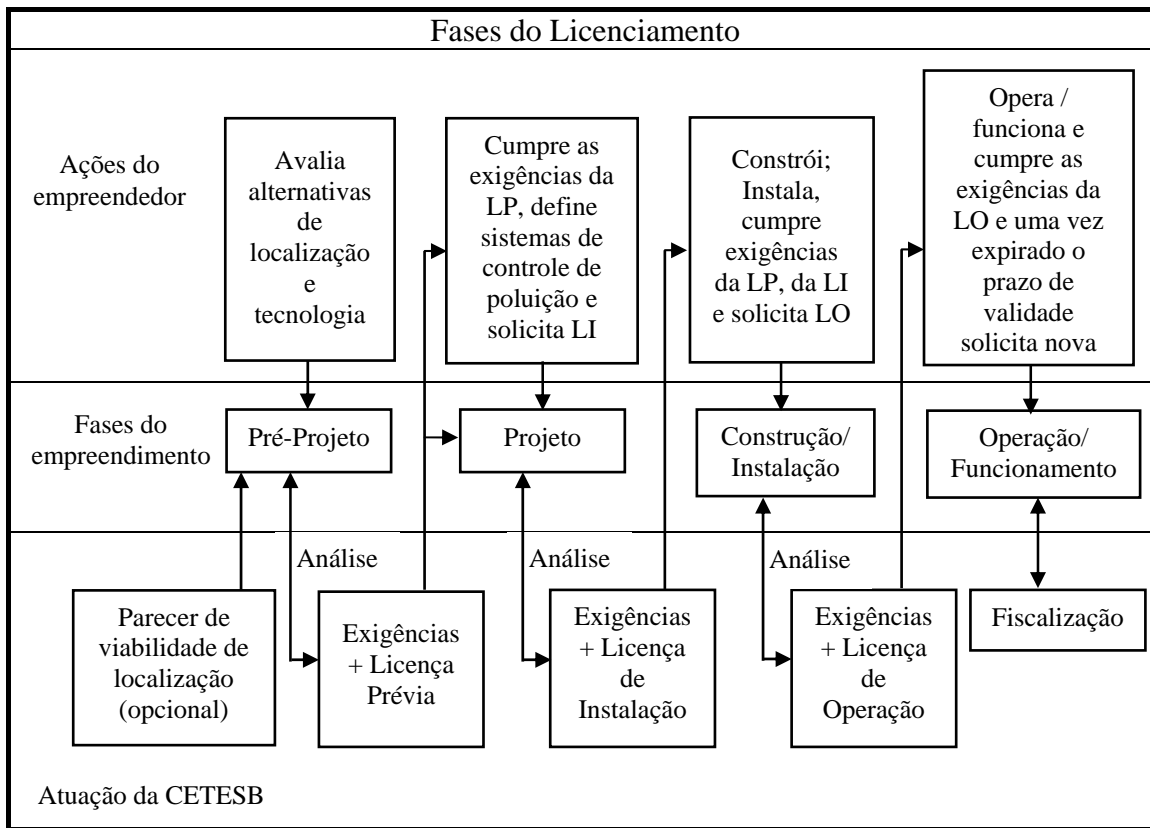 Fases do Licenciamento
Ações do
empreendedor
Avalia
alternativas
de
localização
e
tecnologia
Cumpre as
exigências da
LP, define
sistemas de
controle de
poluição e
solicita LI
Constrói;
Instala,
cumpre
exigências
da LP, da LI
e solicita LO
Opera /
funciona e
cumpre as
exigências da
LO e uma vez
expirado o
prazo de
validade
solicita nova
Fases do
empreendimento
Pré-Projeto
Projeto
Construção/
Instalação
Operação/
Funcionamento
Análise
Análise
Análise
Parecer de
viabilidade de
localização
(opcional)
Exigências
+ Licença
Prévia
Exigências
+ Licença
de
Instalação
Exigências
+ Licença
de
Operação
Fiscalização
Atuação da CETESB